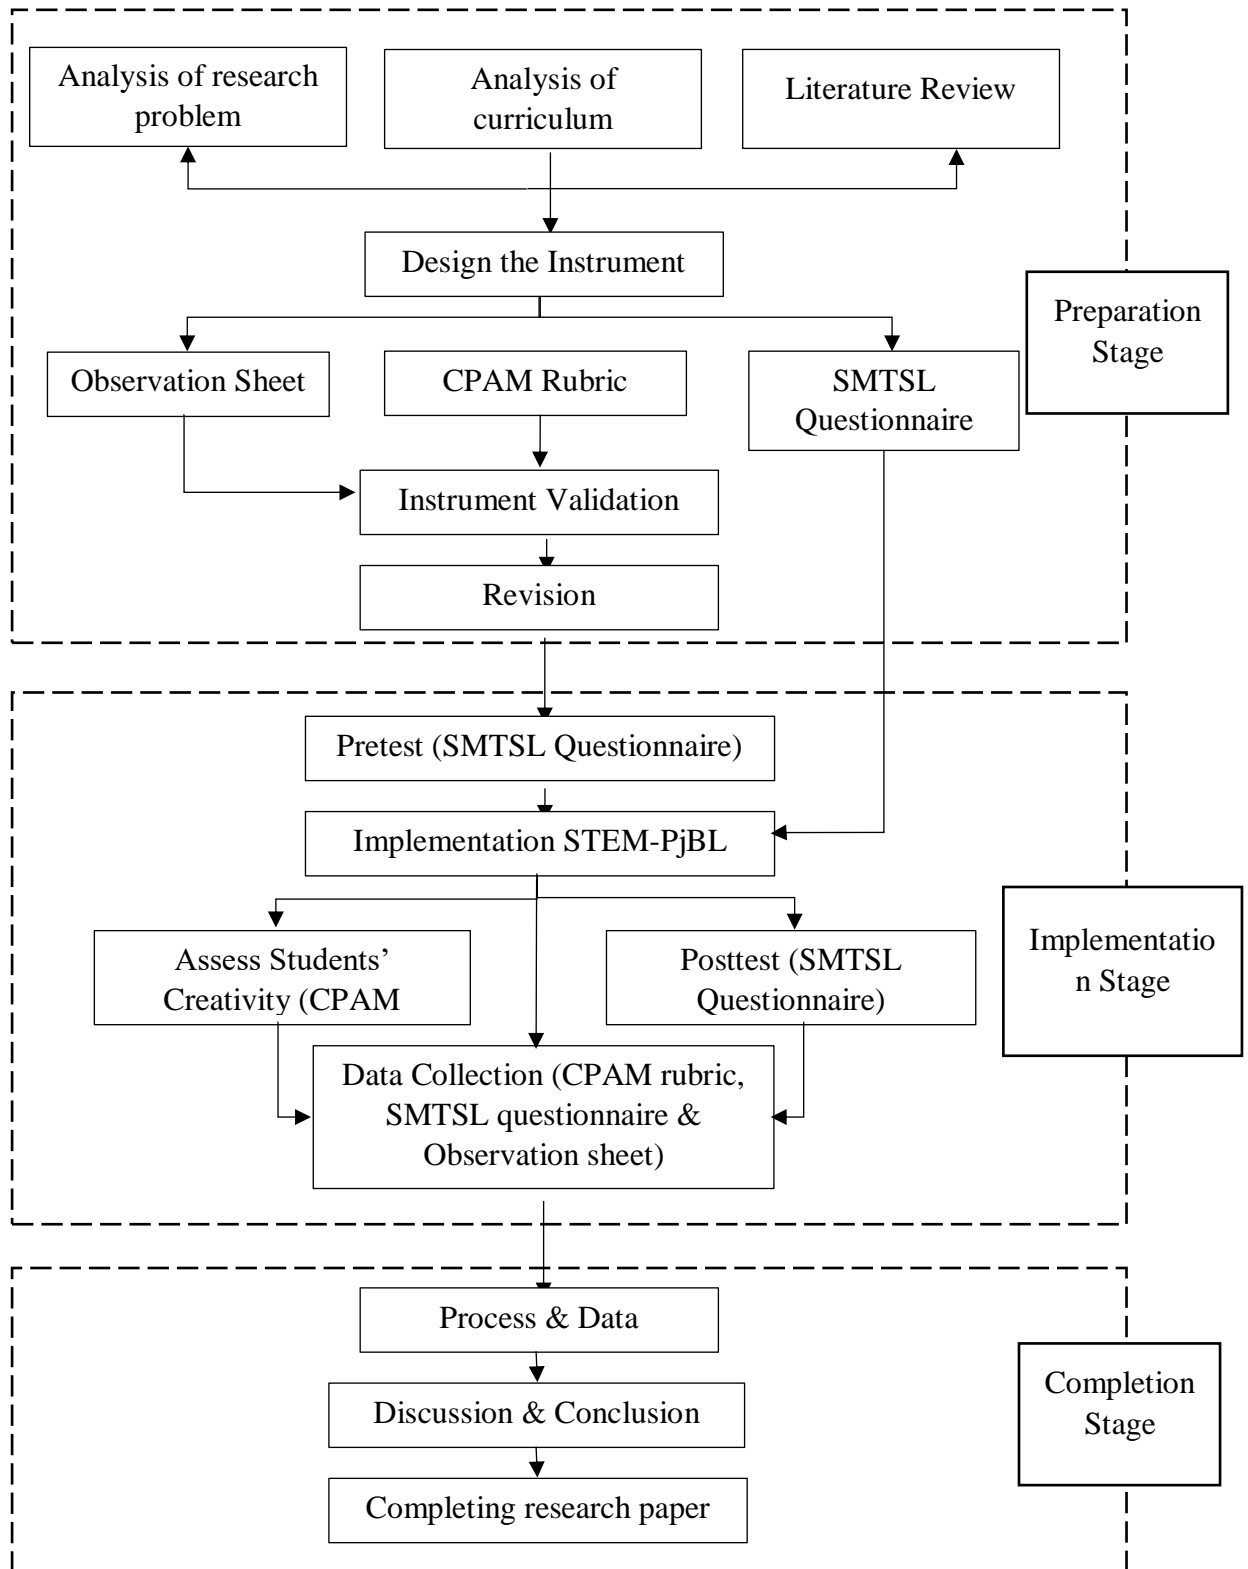 Analysis of research
problem
Analysis of
curriculum
Literature Review
Design the Instrument
Preparation
Stage
Observation Sheet
CPAM Rubric
SMTSL
Questionnaire
Instrument Validation
Revision
Pretest (SMTSL Questionnaire)
Implementation STEM-PjBL
Implementatio
n Stage
Assess Students’
Creativity (CPAM
Posttest (SMTSL
Questionnaire)
Data Collection (CPAM rubric,
SMTSL questionnaire &
Observation sheet)
Process & Data
Completion
Stage
Discussion & Conclusion
Completing research paper